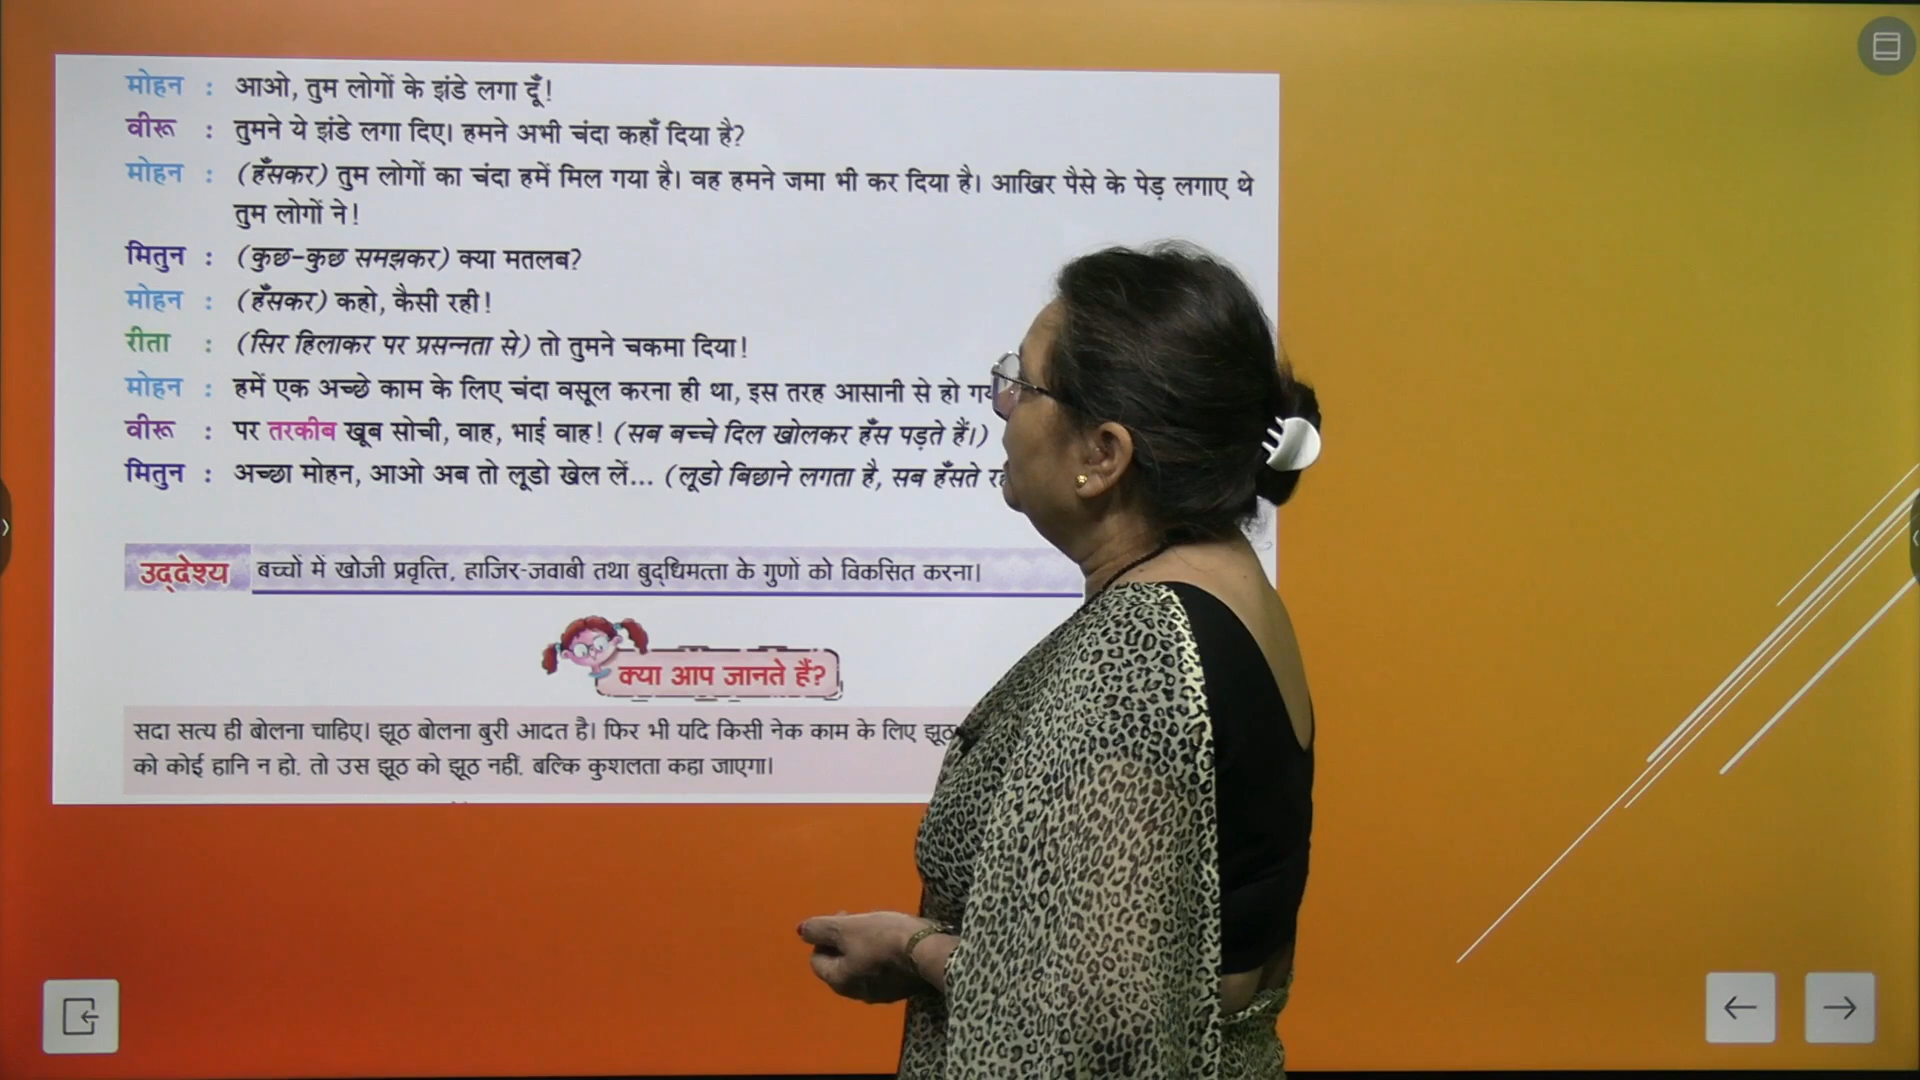 मोहन : आओ, तुम लोगों के झंडे लगा दूँ!
वीरू : तुमने ये झंडे लगा दिए। हमने अभी चंदा कहाँ दिया है?
मोहन : (हँसकर) तुम लोगों का चंदा हमें मिल गया है। वह हमने जमा भी कर दिया है। आखिर पैसे के पेड़ लगाए थे
तुम लोगों ने!
मितुन : (कुछ-कुछ समझकर) क्या मतलब?
मोहन : (हँसकर) कहो, कैसी रही!
रीता : (सिर हिलाकर पर प्रसन्नता से) तो तुमने चकमा दिया!
मोहन : हमें एक अच्छे काम के लिए चंदा वसूल करना ही था, इस तरह आसानी से हो
वीरू : पर तरकीब खूब सोची, वाह, भाई वाह! (सब बच्चे दिल खोलकर हँस पड़ते हैं।)
मितुन : अच्छा मोहन, आओ अब तो लूडो खेल लें... (लूडो बिछाने लगता है, सब हँसते
उद्देश्य बच्चों में खोजी प्रवृत्ति, हाजिर-जवाबी तथा बुद्धिमत्ता के गुणों को विकसित करना।
क्या आप जानते हैं?
सदा सत्य ही बोलना चाहिए। झूठ बोलना बुरी आदत है। फिर भी यदि किसी नेक काम के लिए झूठ
को कोई हानि न हो, तो उस झूठ को झूठ नहीं, बल्कि कुशलता कहा जाएगा।